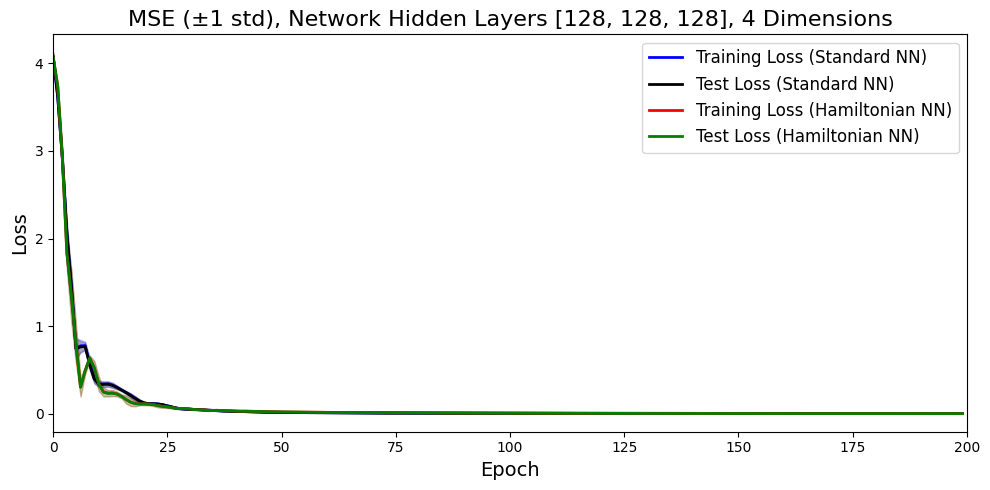 MSE (±1 std), Network Hidden Layers [128, 128, 128], 4 Dimensions
Training Loss (Standard NN)
Test Loss (Standard NN)
Training Loss (Hamiltonian NN)
Test Loss (Hamiltonian NN)
Loss
4
3
2
1
0
0 25 50 75 100 125 150 175 200
Epoch